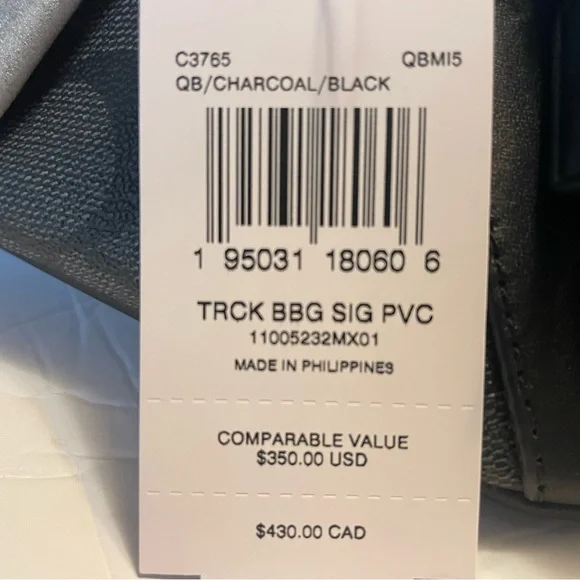 C3765 QBMI5
QB/CHARCOAL/BLACK
1 95031 18060 6
TRCK BBG SIG PVC
11005232MX01
MADE IN PHILIPPINES
COMPARABLE VALUE
$350.00 USD
$430.00 CAD